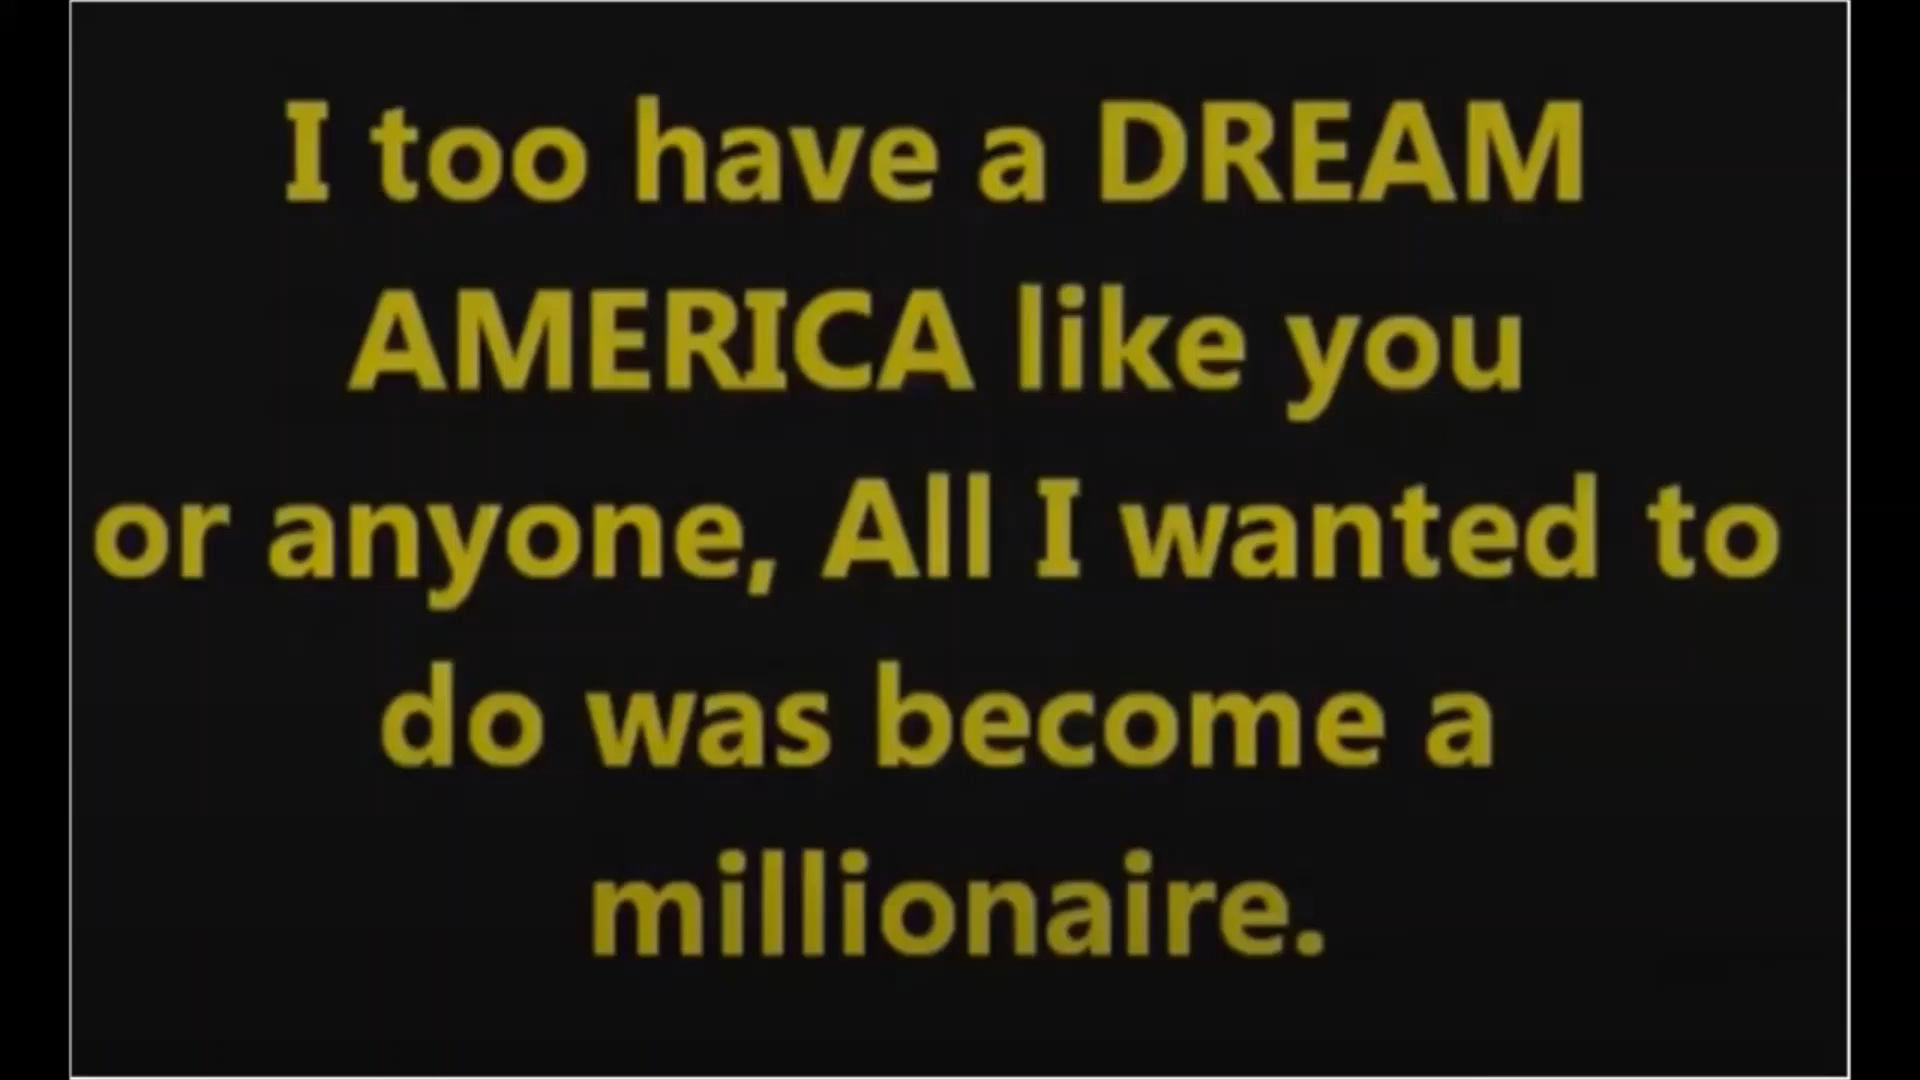 I too have a DREAM
AMERICA like you
or anyone, All I wanted to
do was become a
millionaire.